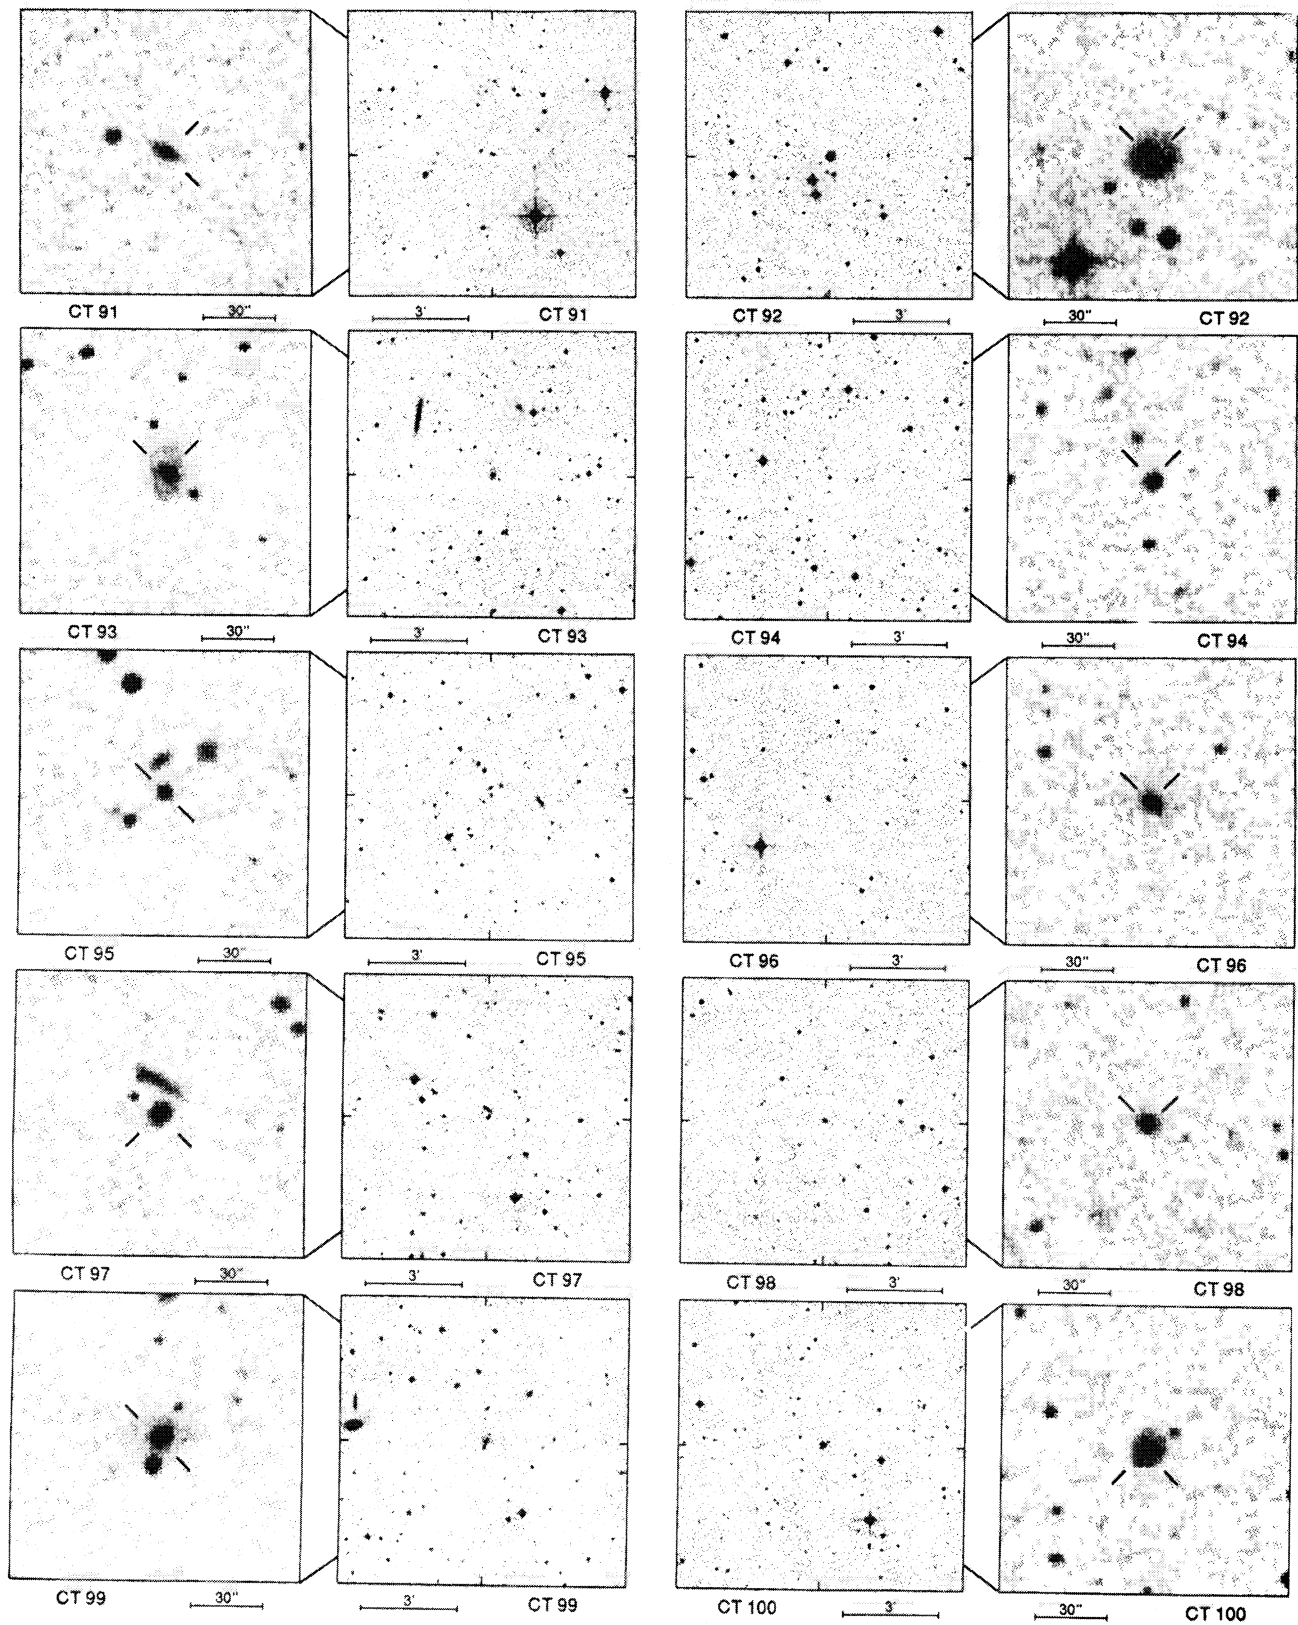 CT 91 30" 3' CT 91 CT 92 3' 30" CT 92
CT 93 30" 3' CT 93 CT 94 3' 30" CT 94
CT 95 30" 3' CT 95 CT 96 3' 30" CT 96
CT 97 30" 3' CT 97 CT 98 3' 30" CT 98
CT 99 30" 3' CT 99 CT 100 3' 30" CT 100